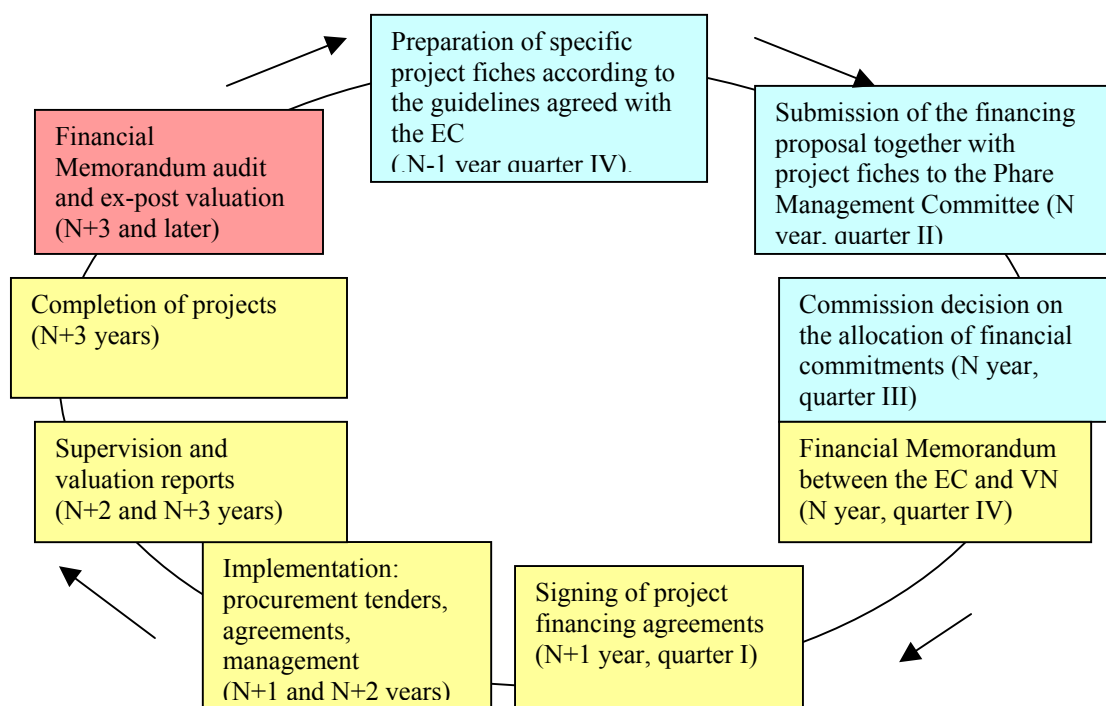 Preparation of specific
project fiches according to
the guidelines agreed with
the EC
(.N-1 year quarter IV).
Submission of the financing
proposal together with
project fiches to the Phare
Management Committee (N
year, quarter II)
Commission decision on
the allocation of financial
commitments (N year,
quarter III)
Financial Memorandum
between the EC and VN
(N year, quarter IV)
Signing of project
financing agreements
(N+1 year, quarter I)
Implementation:
procurement tenders,
agreements,
management
(N+1 and N+2 years)
Supervision and
valuation reports
(N+2 and N+3 years)
Completion of projects
(N+3 years)
Financial
Memorandum audit
and ex-post valuation
(N+3 and later)